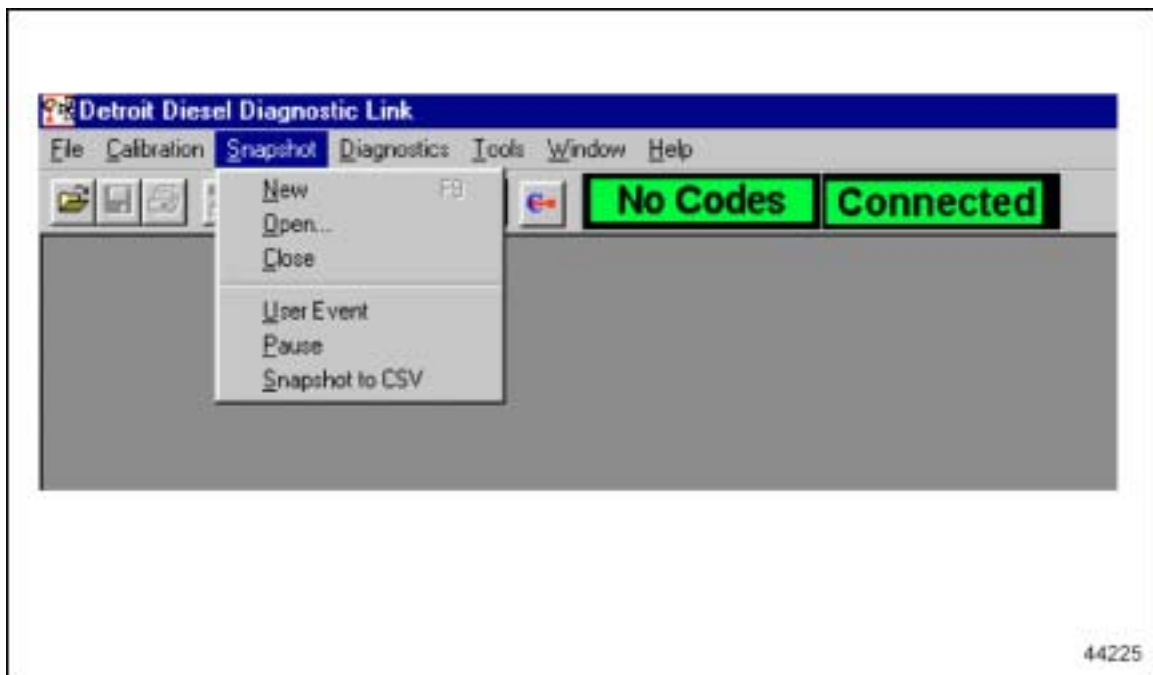 Detroit Diesel Diagnostic Link
File Calibration Snapshot Diagnostics Tools Window Help
No Codes Connected
New F9
Open...
Close
User Event
Pause
Snapshot to CSV
44225